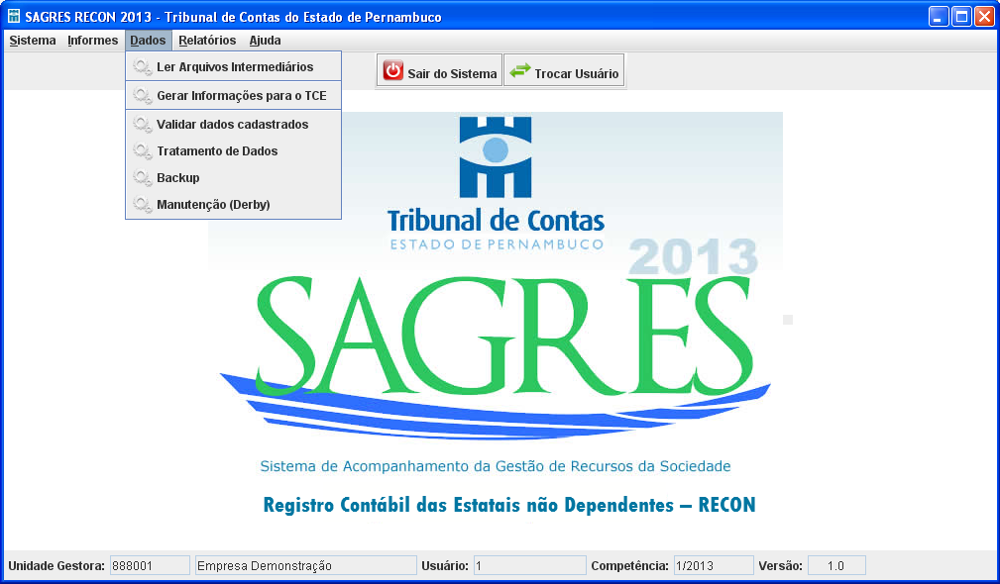 SAGRES RECON 2013 - Tribunal de Contas do Estado de Pernambuco
Sistema Informes Dados Relatórios Ajuda
Ler Arquivos Intermediários
Gerar Informações para o TCE
Validar dados cadastrados
Tratamento de Dados
Backup
Manutenção (Derby)
Sair do Sistema Trocar Usuário
Tribunal de Contas
ESTADO DE PERNAMBUCO
2013
SAGRES
Sistema de Acompanhamento da Gestão de Recursos da Sociedade
Registro Contábil das Estatais não Dependentes – RECON
Unidade Gestora: 888001 Empresa Demonstração Usuário: 1 Competência: 1/2013 Versão: 1.0